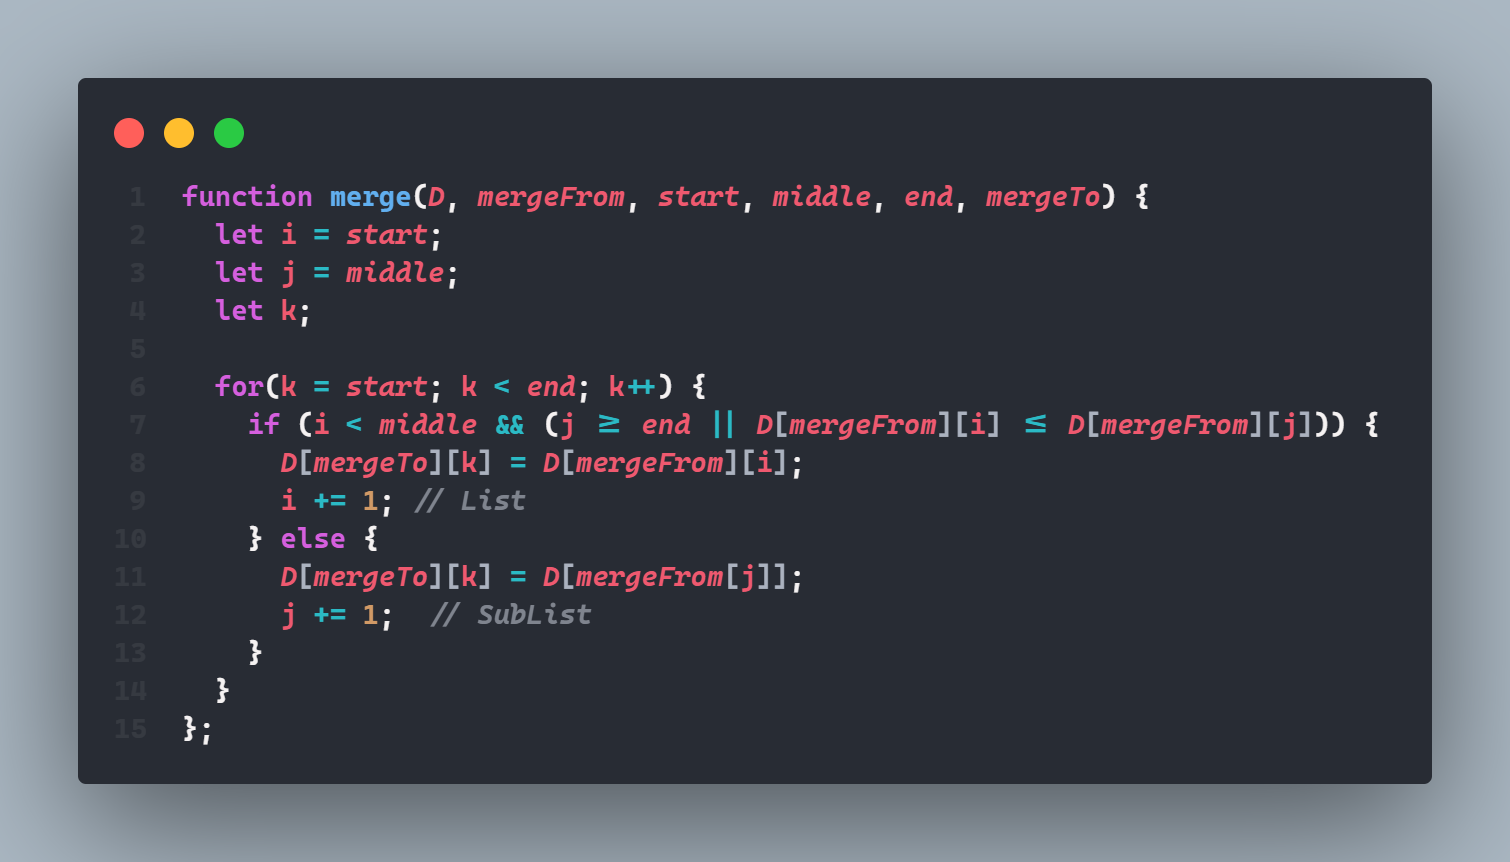 1 function merge(D, mergeFrom, start, middle, end, mergeTo) {
2   let i = start;
3   let j = middle;
4   let k;
5
6   for(k = start; k < end; k++) {
7     if (i < middle && (j >= end || D[mergeFrom][i] <= D[mergeFrom][j])) {
8       D[mergeTo][k] = D[mergeFrom][i];
9       i += 1; // List
10     } else {
11       D[mergeTo][k] = D[mergeFrom[j]];
12       j += 1;  // SubList
13     }
14   }
15 };